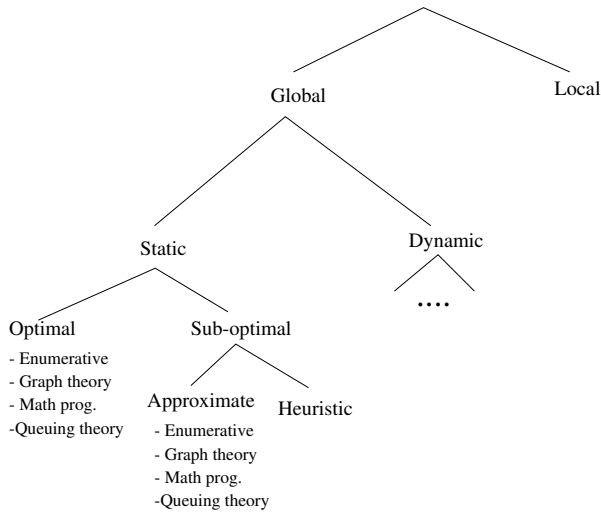 Global
Local
Static
Dynamic
....
Optimal
- Enumerative
- Graph theory
- Math prog.
-Queuing theory
Sub-optimal
Approximate
- Enumerative
- Graph theory
- Math prog.
-Queuing theory
Heuristic